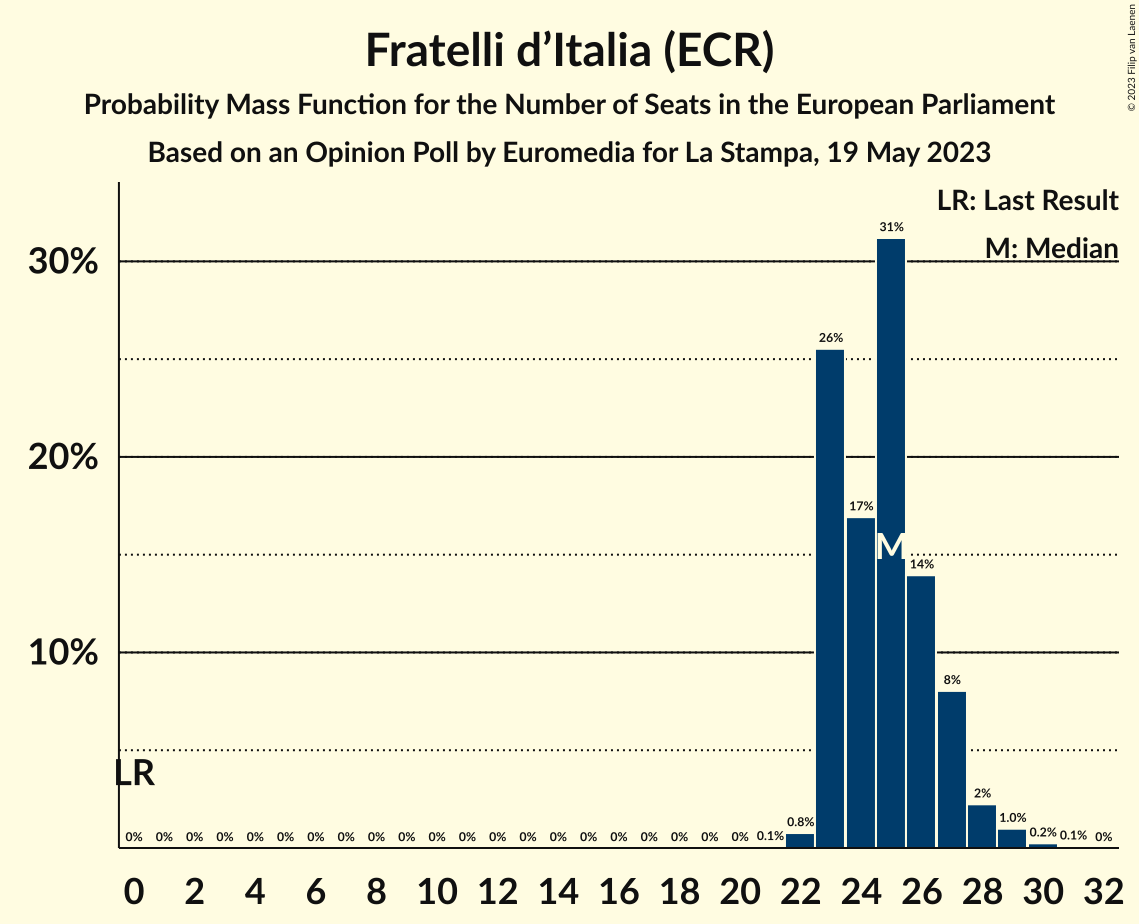 Fratelli d’Italia (ECR)
Probability Mass Function for the Number of Seats in the European Parliament
Based on an Opinion Poll by Euromedia for La Stampa, 19 May 2023
© 2023 Filip van Laenen
LR: Last Result
M: Median
30%
20%
10%
31%
26%
17%
M
14%
8%
LR
2%
0% 0% 0% 0% 0% 0% 0% 0% 0% 0% 0% 0% 0% 0% 0% 0% 0% 0% 0% 0% 0% 0.1% 0.8% 1.0% 0.2% 0.1% 0%
0 2 4 6 8 10 12 14 16 18 20 22 24 26 28 30 32